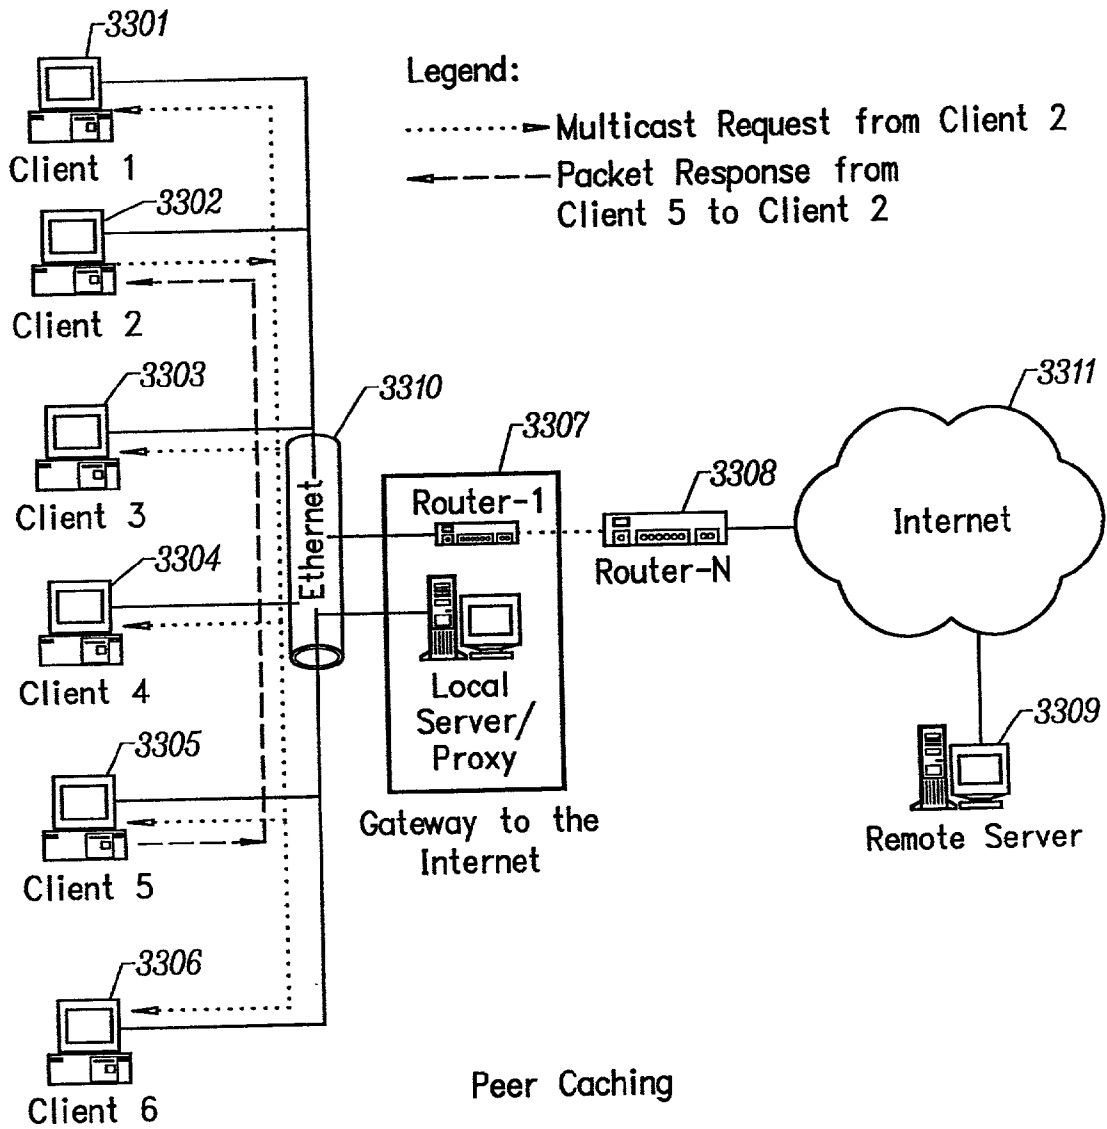 3301
Client 1
Legend:
Multicast Request from Client 2
Packet Response from
Client 5 to Client 2
3302
Client 2
3303
Client 3
3310
Ethernet
3307
Router-1
3308
Router-N
3311
Internet
3304
Client 4
Local
Server/
Proxy
Gateway to the
Internet
3309
Remote Server
3305
Client 5
3306
Client 6
Peer Caching